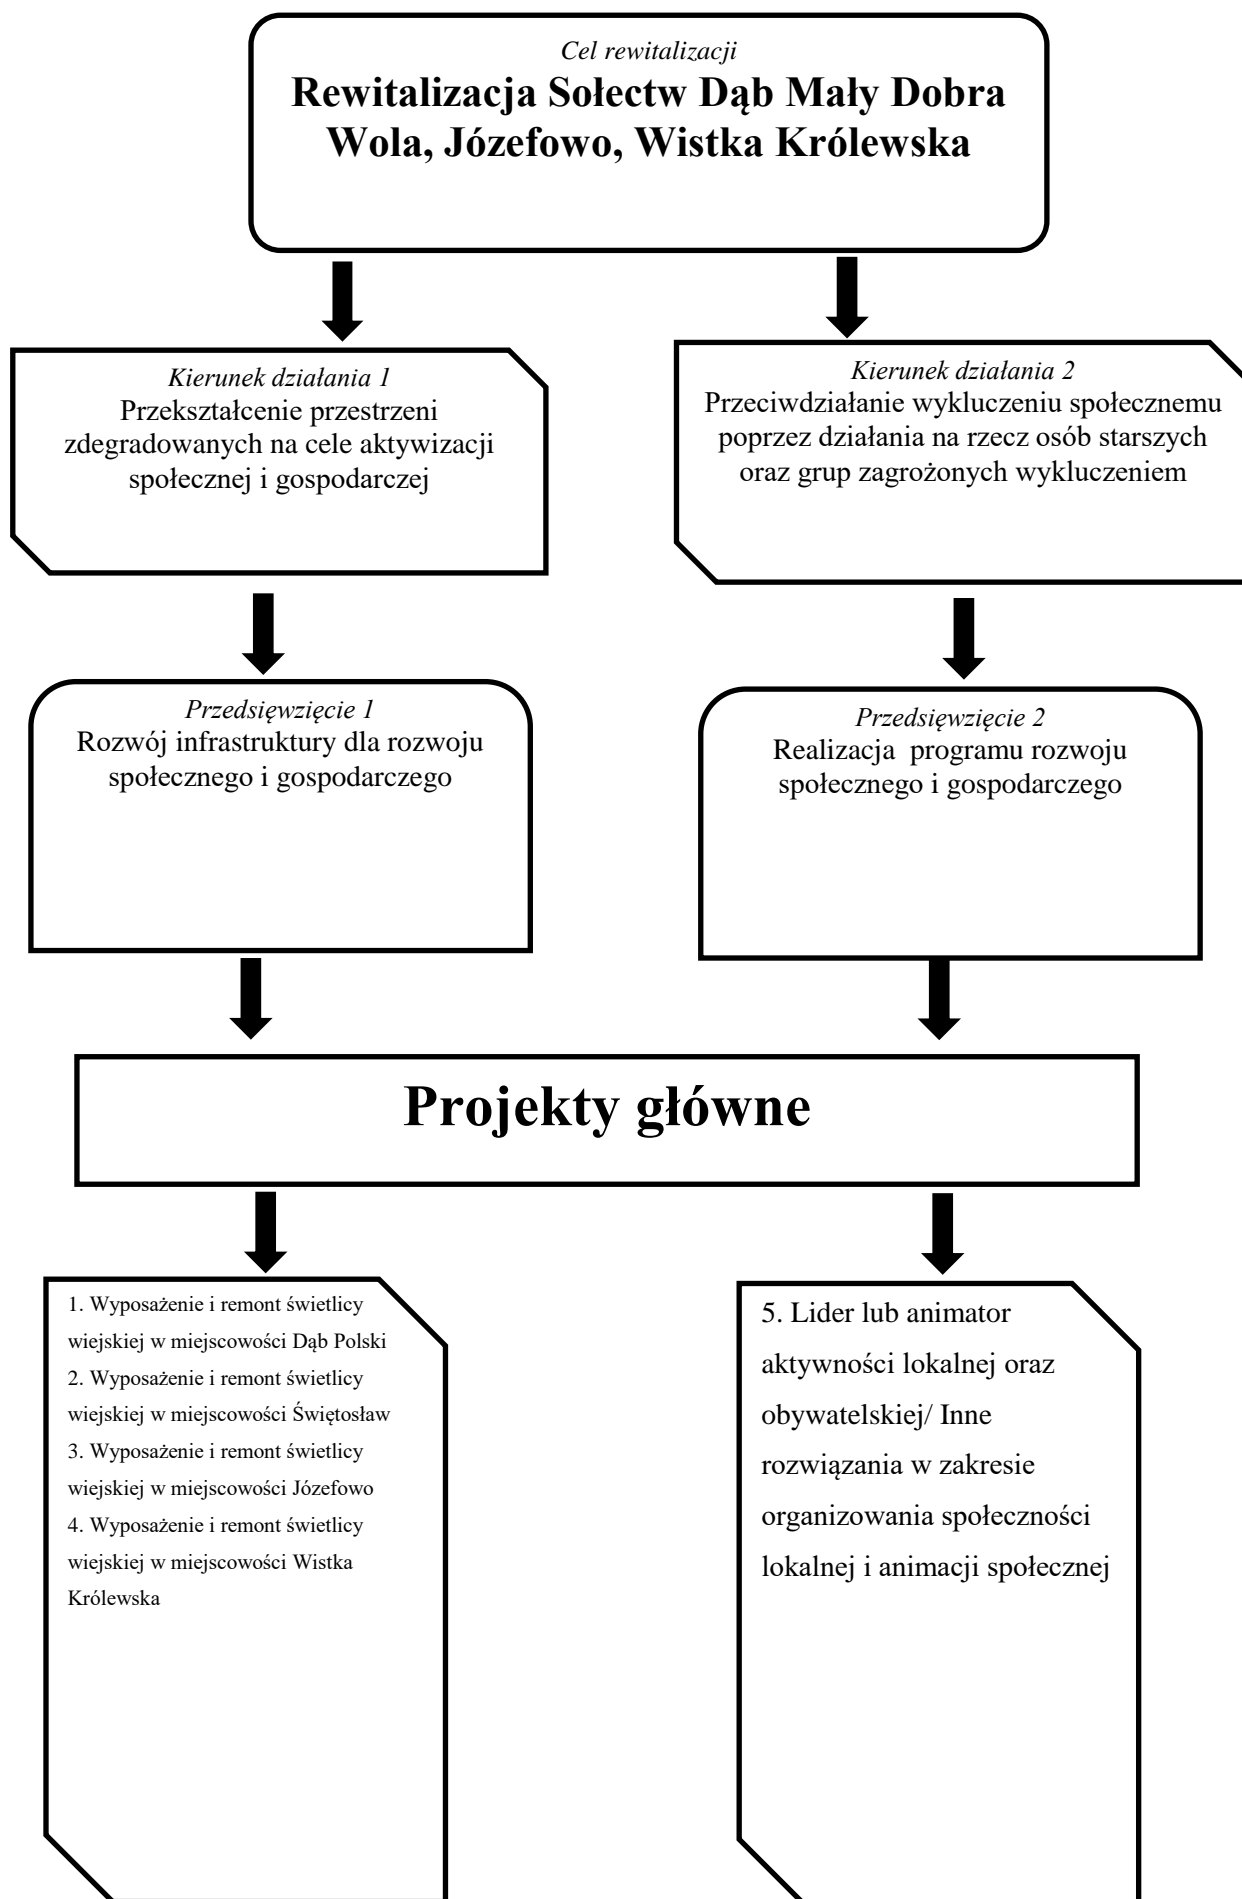 Cel rewitalizacji
Rewitalizacja Sołectw Dąb Mały Dobra
Wola, Józefowo, Wistka Królewska
Kierunek działania 1
Przekształcenie przestrzeni
zdegradowanych na cele aktywizacji
społecznej i gospodarczej
Kierunek działania 2
Przeciwdziałanie wykluczeniu społecznemu
poprzez działania na rzecz osób starszych
oraz grup zagrożonych wykluczeniem
Przedsięwzięcie 1
Rozwój infrastruktury dla rozwoju
społecznego i gospodarczego
Przedsięwzięcie 2
Realizacja  programu rozwoju
społecznego i gospodarczego
Projekty główne
1. Wyposażenie i remont świetlicy
wiejskiej w miejscowości Dąb Polski
2. Wyposażenie i remont świetlicy
wiejskiej w miejscowości Świętosław
3. Wyposażenie i remont świetlicy
wiejskiej w miejscowości Józefowo
4. Wyposażenie i remont świetlicy
wiejskiej w miejscowości Wistka
Królewska
5. Lider lub animator
aktywności lokalnej oraz
obywatelskiej/ Inne
rozwiązania w zakresie
organizowania społeczności
lokalnej i animacji społecznej